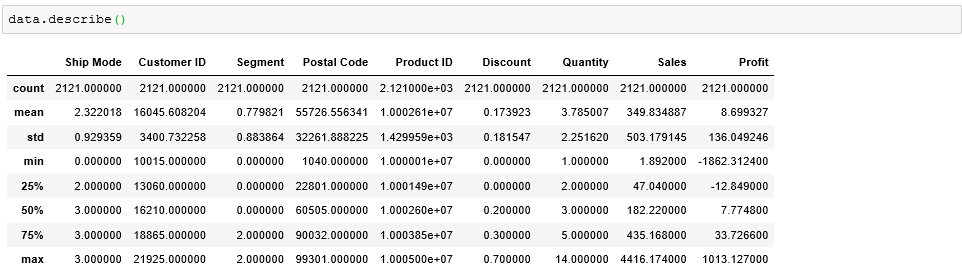 data.describe()
Ship Mode Customer ID Segment Postal Code Product ID Discount Quantity Sales Profit
count 2121.000000 2121.000000 2121.000000 2121.000000 2.121000e+03 2121.000000 2121.000000 2121.000000 2121.000000
mean 2.322018 16045.608204 0.779821 55726.556341 1.000261e+07 0.173923 3.785007 349.834887 8.699327
std 0.929359 3400.732258 0.883864 32261.888225 1.429959e+03 0.181547 2.251620 503.179145 136.049246
min 0.000000 10015.000000 0.000000 1040.000000 1.000001e+07 0.000000 1.000000 1.892000 -1862.312400
25% 2.000000 13060.000000 0.000000 22801.000000 1.000149e+07 0.000000 2.000000 47.040000 -12.849000
50% 3.000000 16210.000000 0.000000 60505.000000 1.000260e+07 0.200000 3.000000 182.220000 7.774800
75% 3.000000 18865.000000 2.000000 90032.000000 1.000385e+07 0.300000 5.000000 435.168000 33.726600
max 3.000000 21925.000000 2.000000 99301.000000 1.000500e+07 0.700000 14.000000 4416.174000 1013.127000